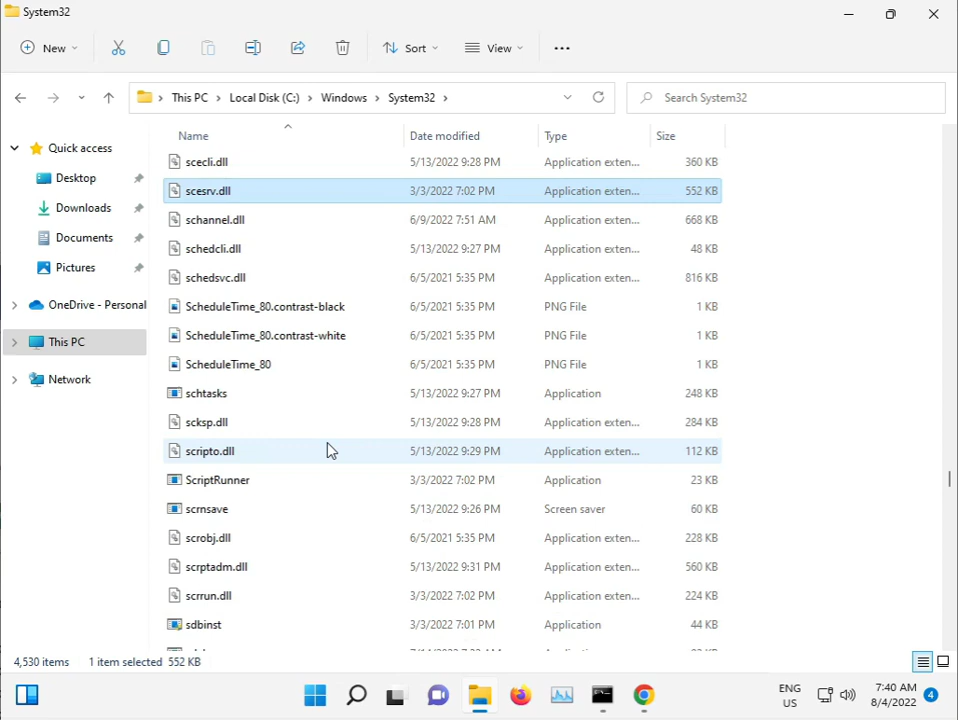 System32
New
Sort
View
This PC
Local Disk (C:)
Windows
System32
Search System32
Name
Date modified
Type
Size
Quick access
Desktop
Downloads
Documents
Pictures
OneDrive - Personal
This PC
Network
scecli.dll 5/13/2022 9:28 PM Application exten... 360 KB
scesrv.dll 3/3/2022 7:02 PM Application exten... 552 KB
schannel.dll 6/9/2022 7:51 AM Application exten... 668 KB
schedcli.dll 5/13/2022 9:27 PM Application exten... 48 KB
schedsvc.dll 6/5/2021 5:35 PM Application exten... 816 KB
ScheduleTime_80.contrast-black 6/5/2021 5:35 PM PNG File 1 KB
ScheduleTime_80.contrast-white 6/5/2021 5:35 PM PNG File 1 KB
ScheduleTime_80 6/5/2021 5:35 PM PNG File 1 KB
schtasks 5/13/2022 9:27 PM Application 248 KB
scksp.dll 5/13/2022 9:28 PM Application exten... 284 KB
scripto.dll 5/13/2022 9:29 PM Application exten... 112 KB
ScriptRunner 3/3/2022 7:02 PM Application 23 KB
scrnsave 5/13/2022 9:26 PM Screen saver 60 KB
scrobj.dll 6/5/2021 5:35 PM Application exten... 228 KB
scrptadm.dll 5/13/2022 9:31 PM Application exten... 560 KB
scrrun.dll 3/3/2022 7:02 PM Application exten... 224 KB
sdbinst 3/3/2022 7:01 PM Application 44 KB
4,530 items 1 item selected 552 KB
ENG
US
7:40 AM
8/4/2022
4